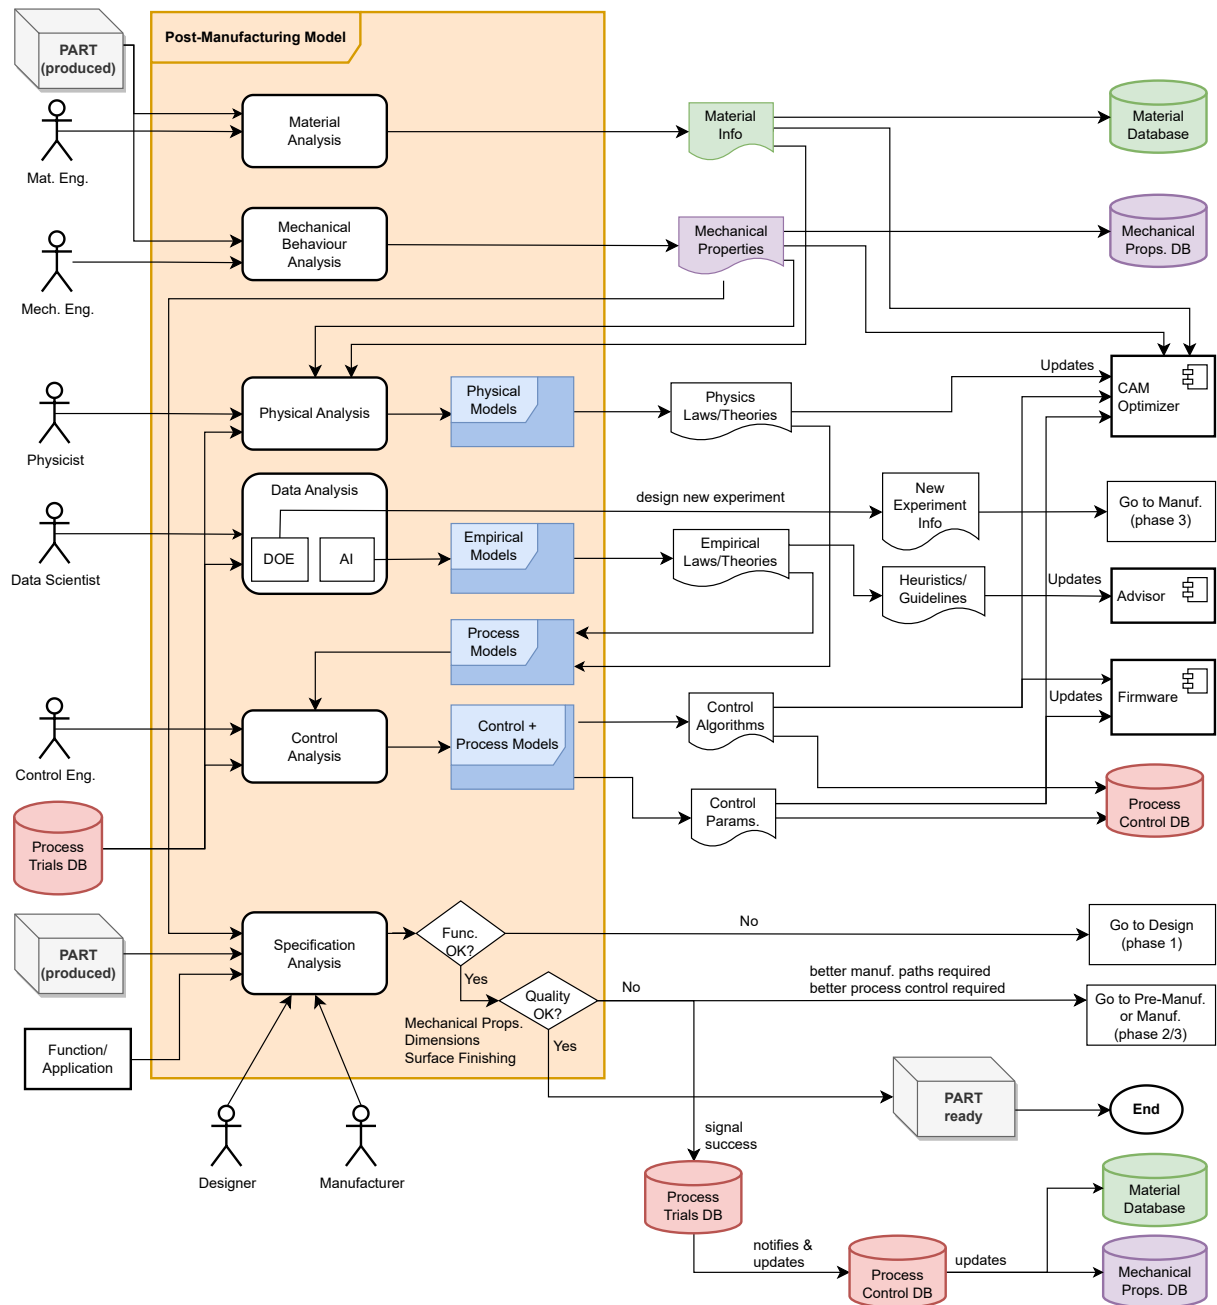 PART
(produced)
Post-Manufacturing Model
Mat. Eng.
Material
Analysis
Material
Info
Material
Database
Mech. Eng.
Mechanical
Behaviour
Analysis
Mechanical
Properties
Mechanical
Props. DB
Physicist
Physical Analysis
Physical
Models
Physics
Laws/Theories
Updates
CAM
Optimizer
Data Scientist
Data Analysis
DOE
AI
design new experiment
New
Experiment
Info
Go to Manuf.
(phase 3)
Empirical
Models
Empirical
Laws/Theories
Heuristics/
Guidelines
Updates
Advisor
Process
Models
Control Eng.
Control
Analysis
Control +
Process Models
Control
Algorithms
Updates
Firmware
Control
Params.
Process
Control DB
Process
Trials DB
PART
(produced)
Specification
Analysis
Func.
OK?
No
Go to Design
(phase 1)
Yes
Quality
OK?
No
better manuf. paths required
better process control required
Go to Pre-Manuf.
or Manuf.
(phase 2/3)
Mechanical Props.
Dimensions
Surface Finishing
Yes
Function/
Application
PART
ready
End
Designer
Manufacturer
signal
success
Process
Trials DB
notifies &
updates
Process
Control DB
updates
Material
Database
Mechanical
Props. DB